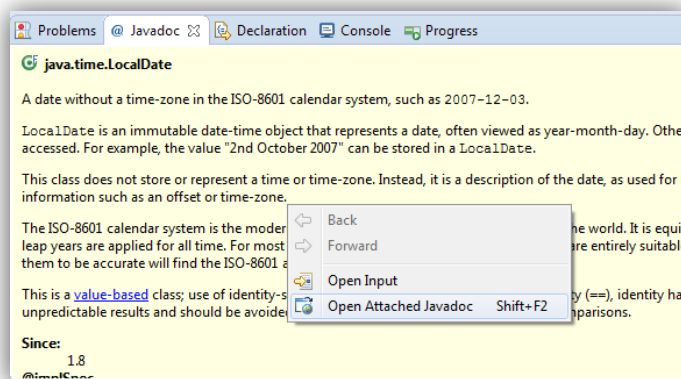 Problems @ Javadoc Declaration Console Progress
java.time.LocalDate
A date without a time-zone in the ISO-8601 calendar system, such as 2007-12-03.
LocalDate is an immutable date-time object that represents a date, often viewed as year-month-day. Othe
accessed. For example, the value "2nd October 2007" can be stored in a LocalDate.
This class does not store or represent a time or time-zone. Instead, it is a description of the date, as used for
information such as an offset or time-zone.
The ISO-8601 calendar system is the moder he world. It is equi
leap years are applied for all time. For most are entirely suitabl
them to be accurate will find the ISO-8601 a
This is a value-based class; use of identity-s ty (==), identity ha
unpredictable results and should be avoide nparisons.
Back
Forward
Open Input
Open Attached Javadoc Shift+F2
Since:
1.8
@implSpec